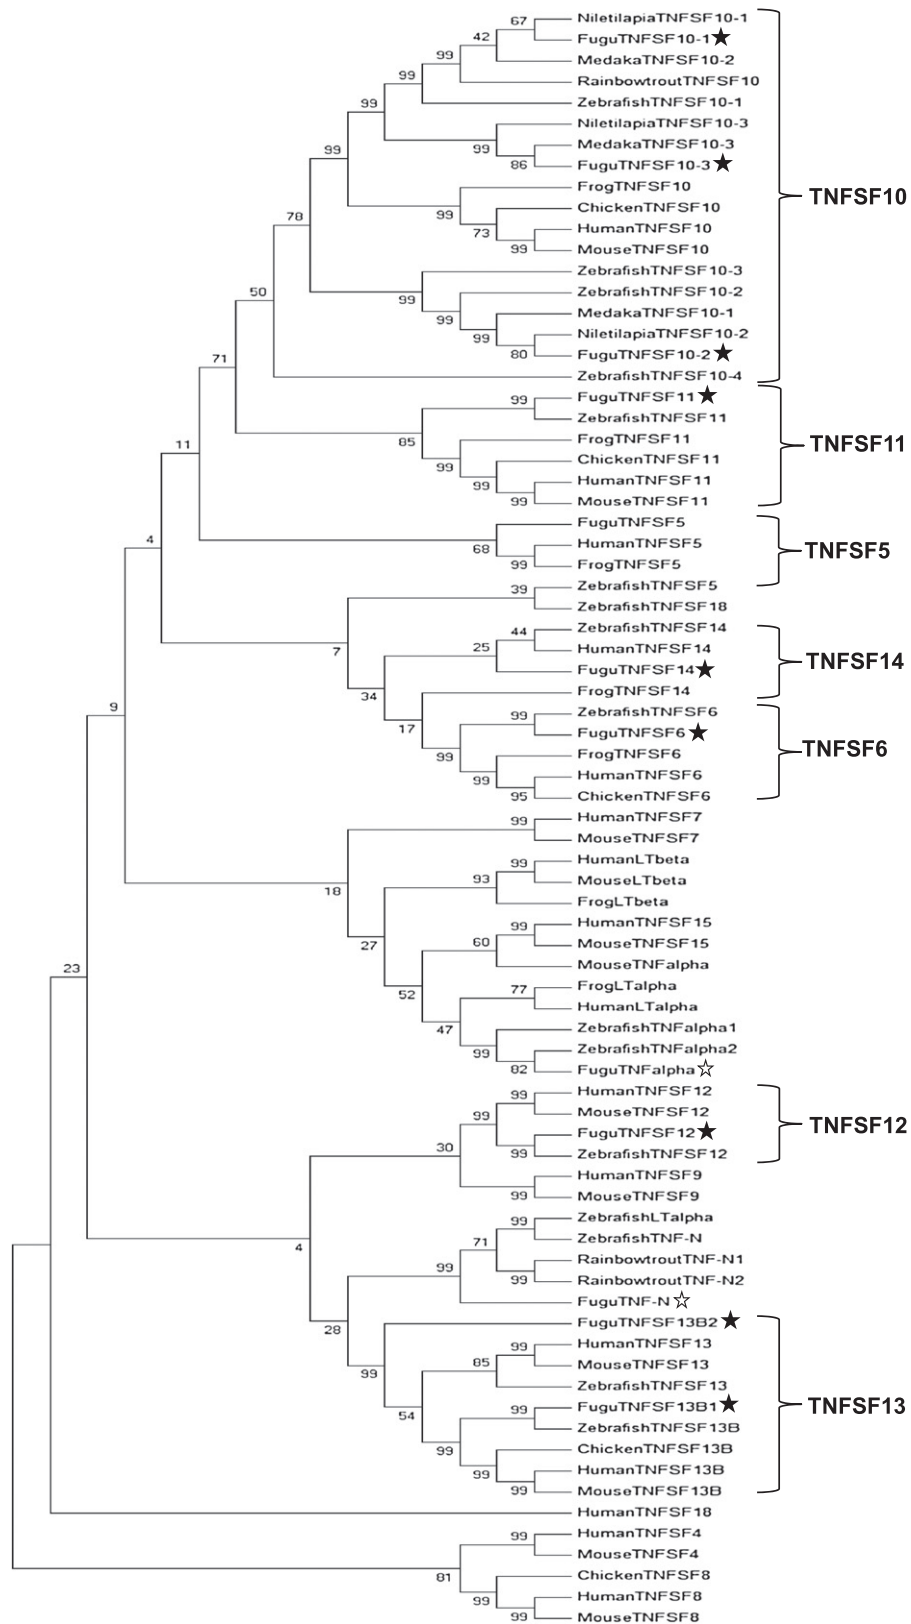 67 NiletilapiaTNFSF10-1
42 FuguTNFSF10-1★
99 MedakaTNFSF10-2
99 RainbowtroutTNFSF10
99 ZebrafishTNFSF10-1
NiletilapiaTNFSF10-3
99 99 MedakaTNFSF10-3
86 FuguTNFSF10-3★
FrogTNFSF10
TNFSF10
99 ChickenTNFSF10
78 73 HumanTNFSF10
99 MouseTNFSF10
ZebrafishTNFSF10-3
50 99 ZebrafishTNFSF10-2
99 MedakaTNFSF10-1
99 NiletilapiaTNFSF10-2
80 FuguTNFSF10-2★
71 ZebrafishTNFSF10-4
99 FuguTNFSF11★
ZebrafishTNFSF11
85 FrogTNFSF11
TNFSF11
11 99 ChickenTNFSF11
99 HumanTNFSF11
99 MouseTNFSF11
FuguTNFSF5
4 68 HumanTNFSF5
TNFSF5
99 FrogTNFSF5
39 ZebrafishTNFSF5
ZebrafishTNFSF18
44 ZebrafishTNFSF14
7 25 HumanTNFSF14
TNFSF14
FuguTNFSF14★
34 FrogTNFSF14
9 17 99 ZebrafishTNFSF6
FuguTNFSF6★
TNFSF6
99 FrogTNFSF6
99 HumanTNFSF6
95 ChickenTNFSF6
99 HumanTNFSF7
MouseTNFSF7
99 HumanLTbeta
18 93 MouseLTbeta
FrogLTbeta
99 HumanTNFSF15
27 60 MouseTNFSF15
23 MouseTNFalpha
52 77 FrogLTalpha
HumanLTalpha
47 ZebrafishTNFalpha1
99 ZebrafishTNFalpha2
82 FuguTNFalpha☆
99 HumanTNFSF12
99 MouseTNFSF12
TNFSF12
30 FuguTNFSF12★
99 ZebrafishTNFSF12
HumanTNFSF9
99 MouseTNFSF9
99 ZebrafishLTalpha
4 71 ZebrafishTNF-N
99 RainbowtroutTNF-N1
99 RainbowtroutTNF-N2
FuguTNF-N☆
28 FuguTNFSF13B2★
99 HumanTNFSF13
99 85 MouseTNFSF13
ZebrafishTNFSF13
54 99 FuguTNFSF13B1★
TNFSF13
ZebrafishTNFSF13B
99 ChickenTNFSF13B
99 HumanTNFSF13B
99 MouseTNFSF13B
HumanTNFSF18
99 HumanTNFSF4
MouseTNFSF4
81 ChickenTNFSF8
99 HumanTNFSF8
99 MouseTNFSF8